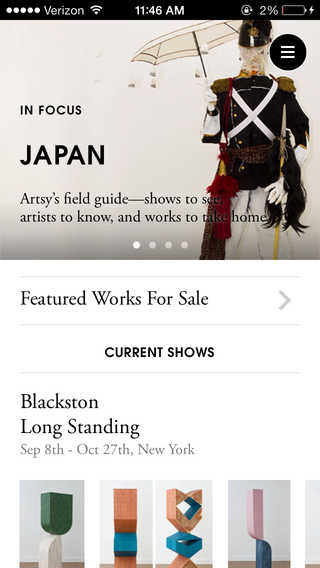 Verizon 11:46 AM 2%
IN FOCUS
JAPAN
Artsy's field guide—shows to see,
artists to know, and works to take home.
Featured Works For Sale
CURRENT SHOWS
Blackston
Long Standing
Sep 8th - Oct 27th, New York